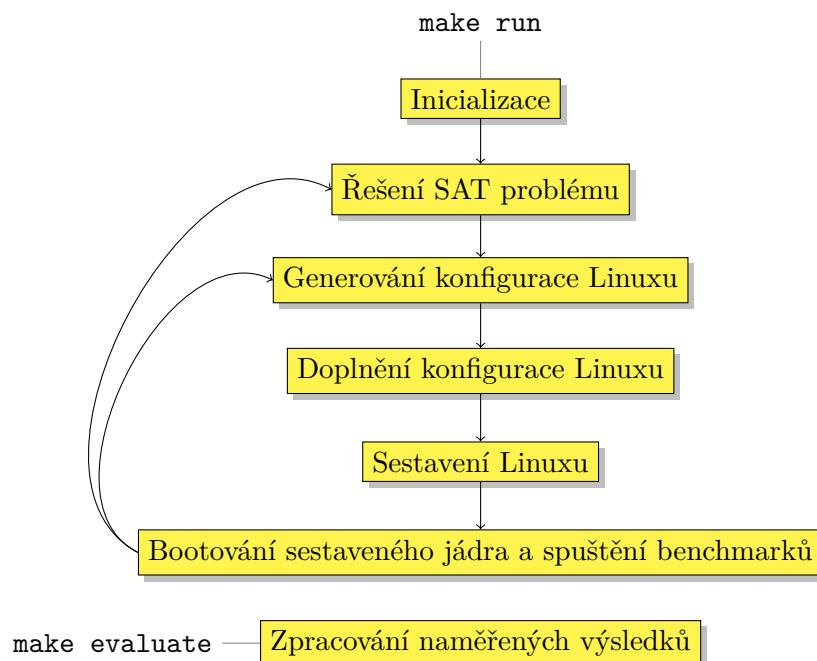 make run
Inicializace
Řešení SAT problému
Generování konfigurace Linuxu
Doplnění konfigurace Linuxu
Sestavení Linuxu
Bootování sestaveného jádra a spuštění benchmarků
make evaluate
Zpracování naměřených výsledků